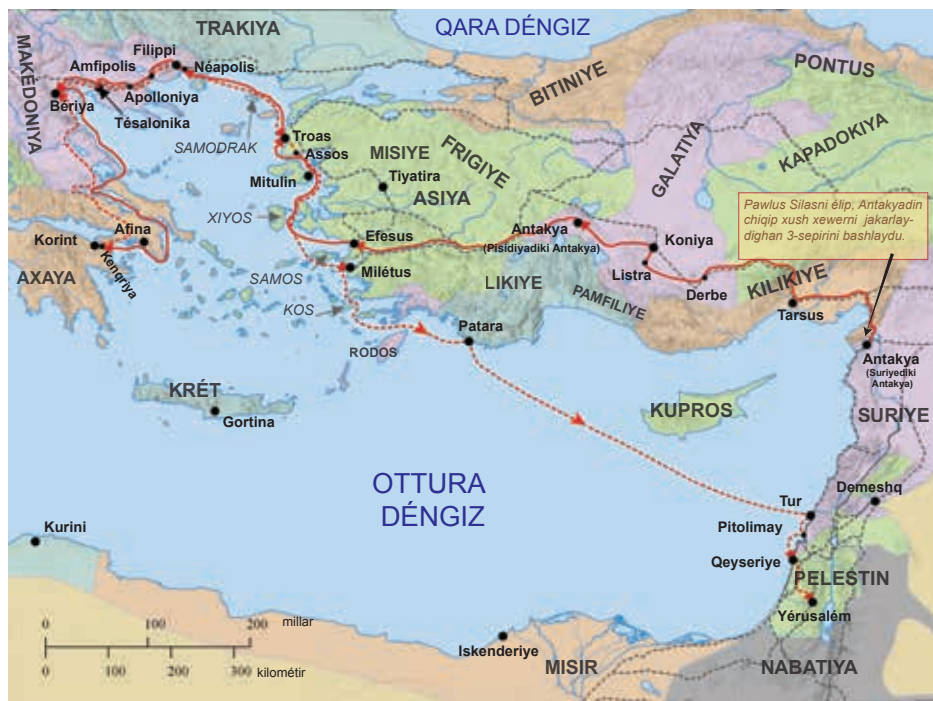 TRAKIYA
QARA DÉNGIZ
MAKÉDONIYA
Filippi
Amfipolis
Néapolis
PONTUS
BITINIYE
Bériya
Apolloniya
Tésalonika
SAMODRAK
Troas
Assos
MISIYE
FRIGIYE
GALATIYA
KAPADOKIYA
Mitulin
Tiyatira
ASIYA
Pawlus Silasni élip, Antakyadin
chiqip xush xewerni jakarlay-
dighan 3-sepirini bashlaydu.
XIYOS
Korint
Afina
Kenqriya
Efesus
Antakya
(Pisidiyadiki Antakya)
Koniya
AXAYA
SAMOS
Milétus
LIKIYE
Listra
Derbe
KILIKIYE
PAMFILIYE
Tarsus
KOS
Patara
RODOS
Antakya
(Suriyediki
Antakya)
KRÉT
Gortina
KUPROS
SURIYE
OTTURA
DÉNGIZ
Demeshq
Tur
Pitolimay
Kurini
Qeyseriye
PELESTIN
Yérusalém
0 100 200 millar
0 100 200 300 kilométir
Iskenderiye
MISIR
NABATIYA